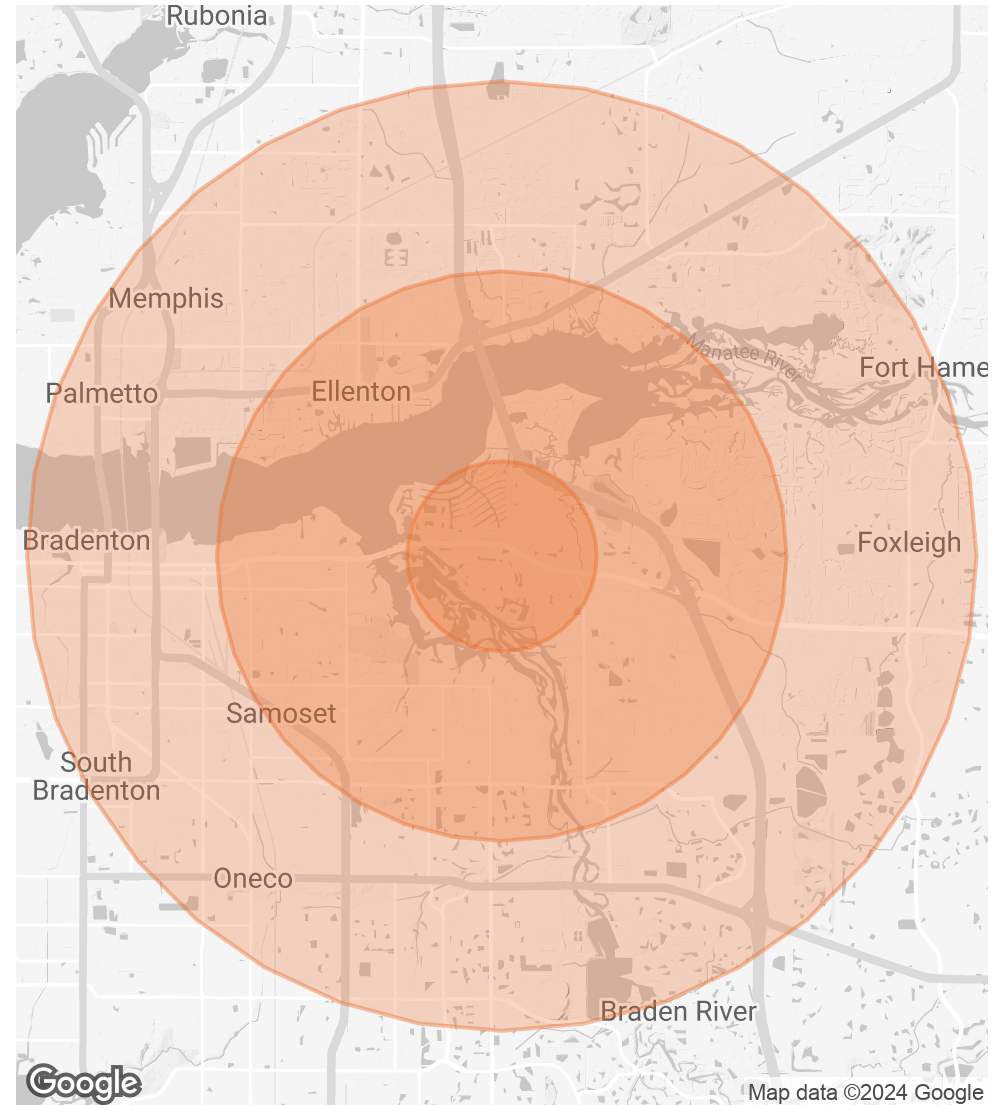 Rubonia
Memphis
Manatee River
Fort Hame
Palmetto
Ellenton
Bradenton
Foxleigh
Samoset
South
Bradenton
Oneco
Braden River
Google
Map data ©2024 Google